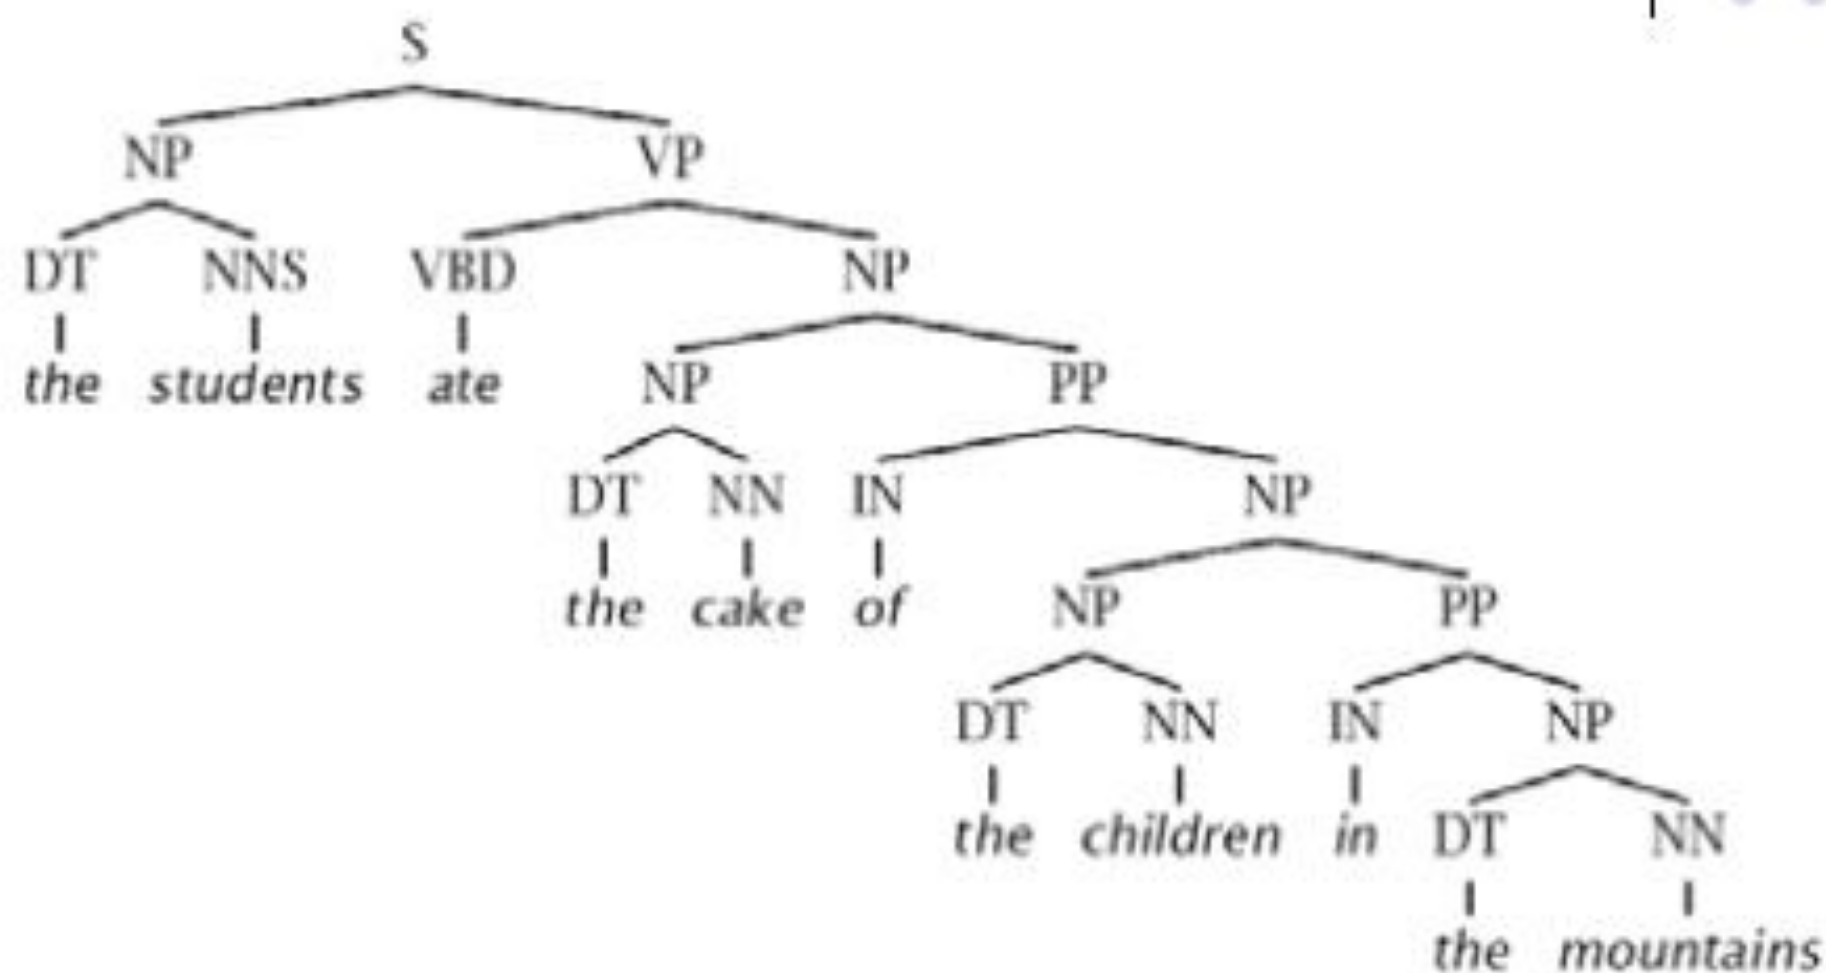 S
NP VP
DT NNS VBD NP
the students ate NP PP
DT NN IN NP
the cake of NP PP
DT NN IN NP
the children in DT NN
the mountains